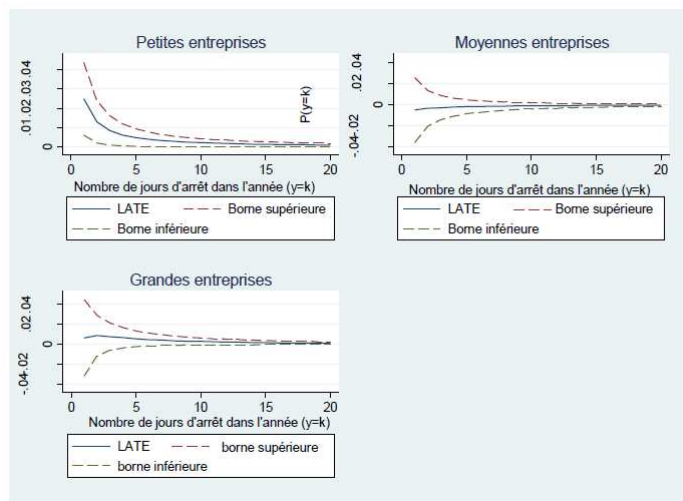 Petites entreprises
.01.02.03.04
0
0 5 10 15 20
Nombre de jours d'arrêt dans l'année (y=k)
LATE Borne supérieure
Borne inférieure
Moyennes entreprises
P(y=k)
.02 .04
0
-.04-.02
0 5 10 15 20
Nombre de jours d'arrêt dans l'année (y=k)
LATE Borne supérieure
Borne inférieure
Grandes entreprises
.02 .04
0
-.04-.02
0 5 10 15 20
Nombre de jours d'arrêt dans l'année (y=k)
LATE borne supérieure
borne inférieure